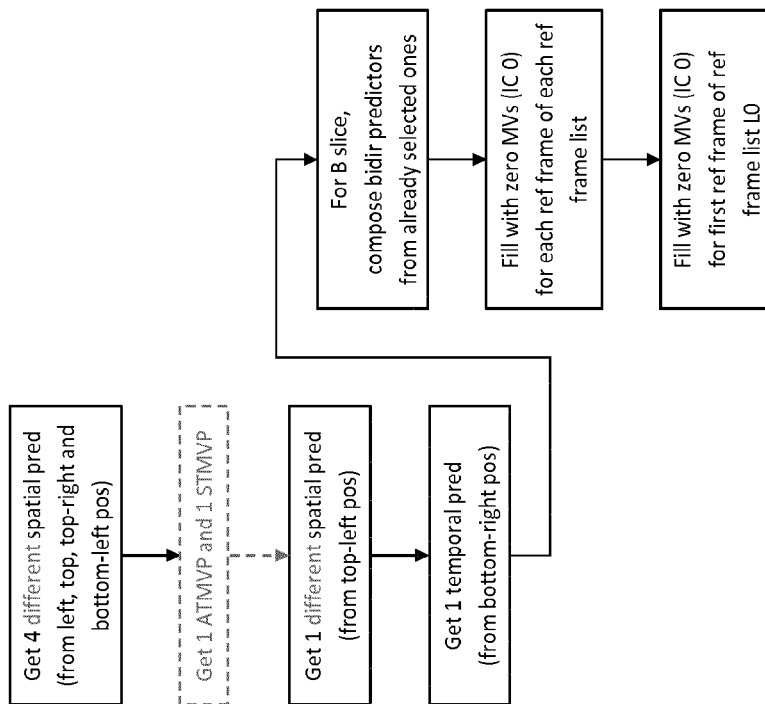 Get 4 different spatial pred
(from left, top, top-right and
bottom-left pos)
Get 1 ATMVP and 1 STMVP
Get 1 different spatial pred
(from top-left pos)
Get 1 temporal pred
(from bottom-right pos)
For B slice,
compose bidir predictors
from already selected ones
Fill with zero MVs (IC 0)
for each ref frame of each ref
frame list
Fill with zero MVs (IC 0)
for first ref frame of ref
frame list L0